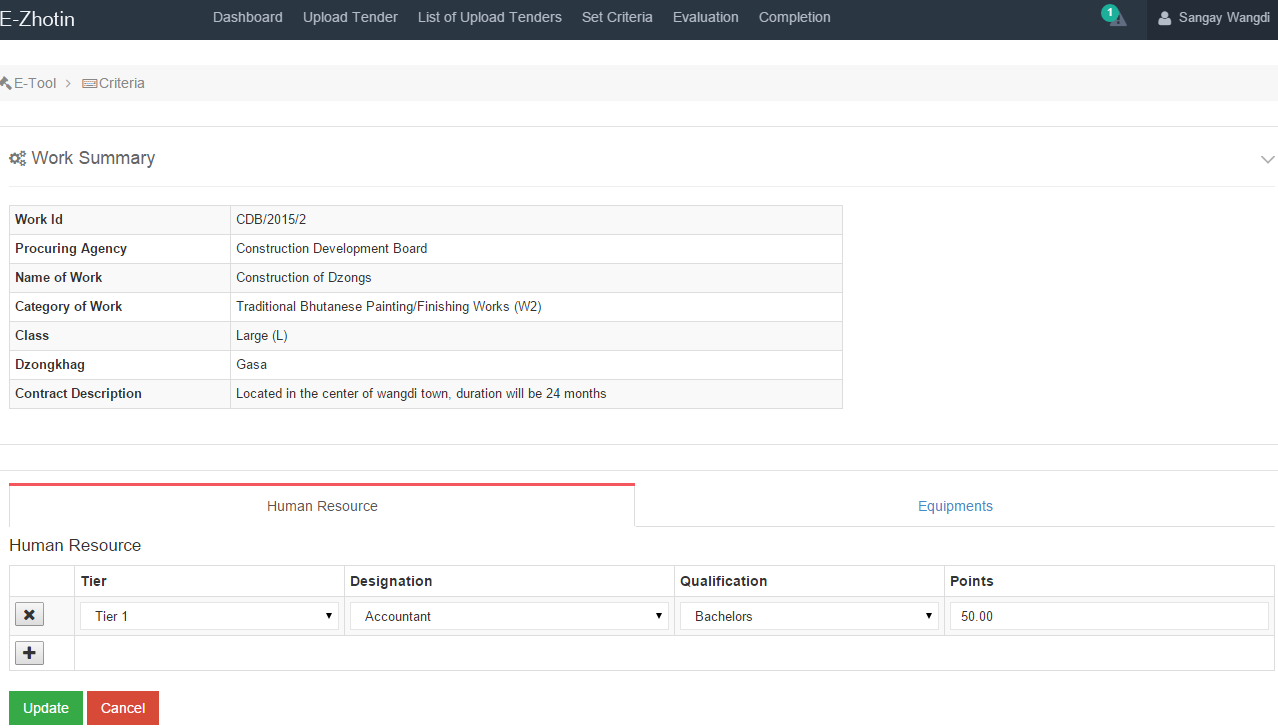 E-Zhotin Dashboard Upload Tender List of Upload Tenders Set Criteria Evaluation Completion 1 Sangay Wangdi
E-Tool > Criteria
Work Summary
Work Id CDB/2015/2
Procuring Agency Construction Development Board
Name of Work Construction of Dzongs
Category of Work Traditional Bhutanese Painting/Finishing Works (W2)
Class Large (L)
Dzongkhag Gasa
Contract Description Located in the center of wangdi town, duration will be 24 months
Human Resource Equipments
Human Resource
Tier Designation Qualification Points
Tier 1 Accountant Bachelors 50.00
Update Cancel